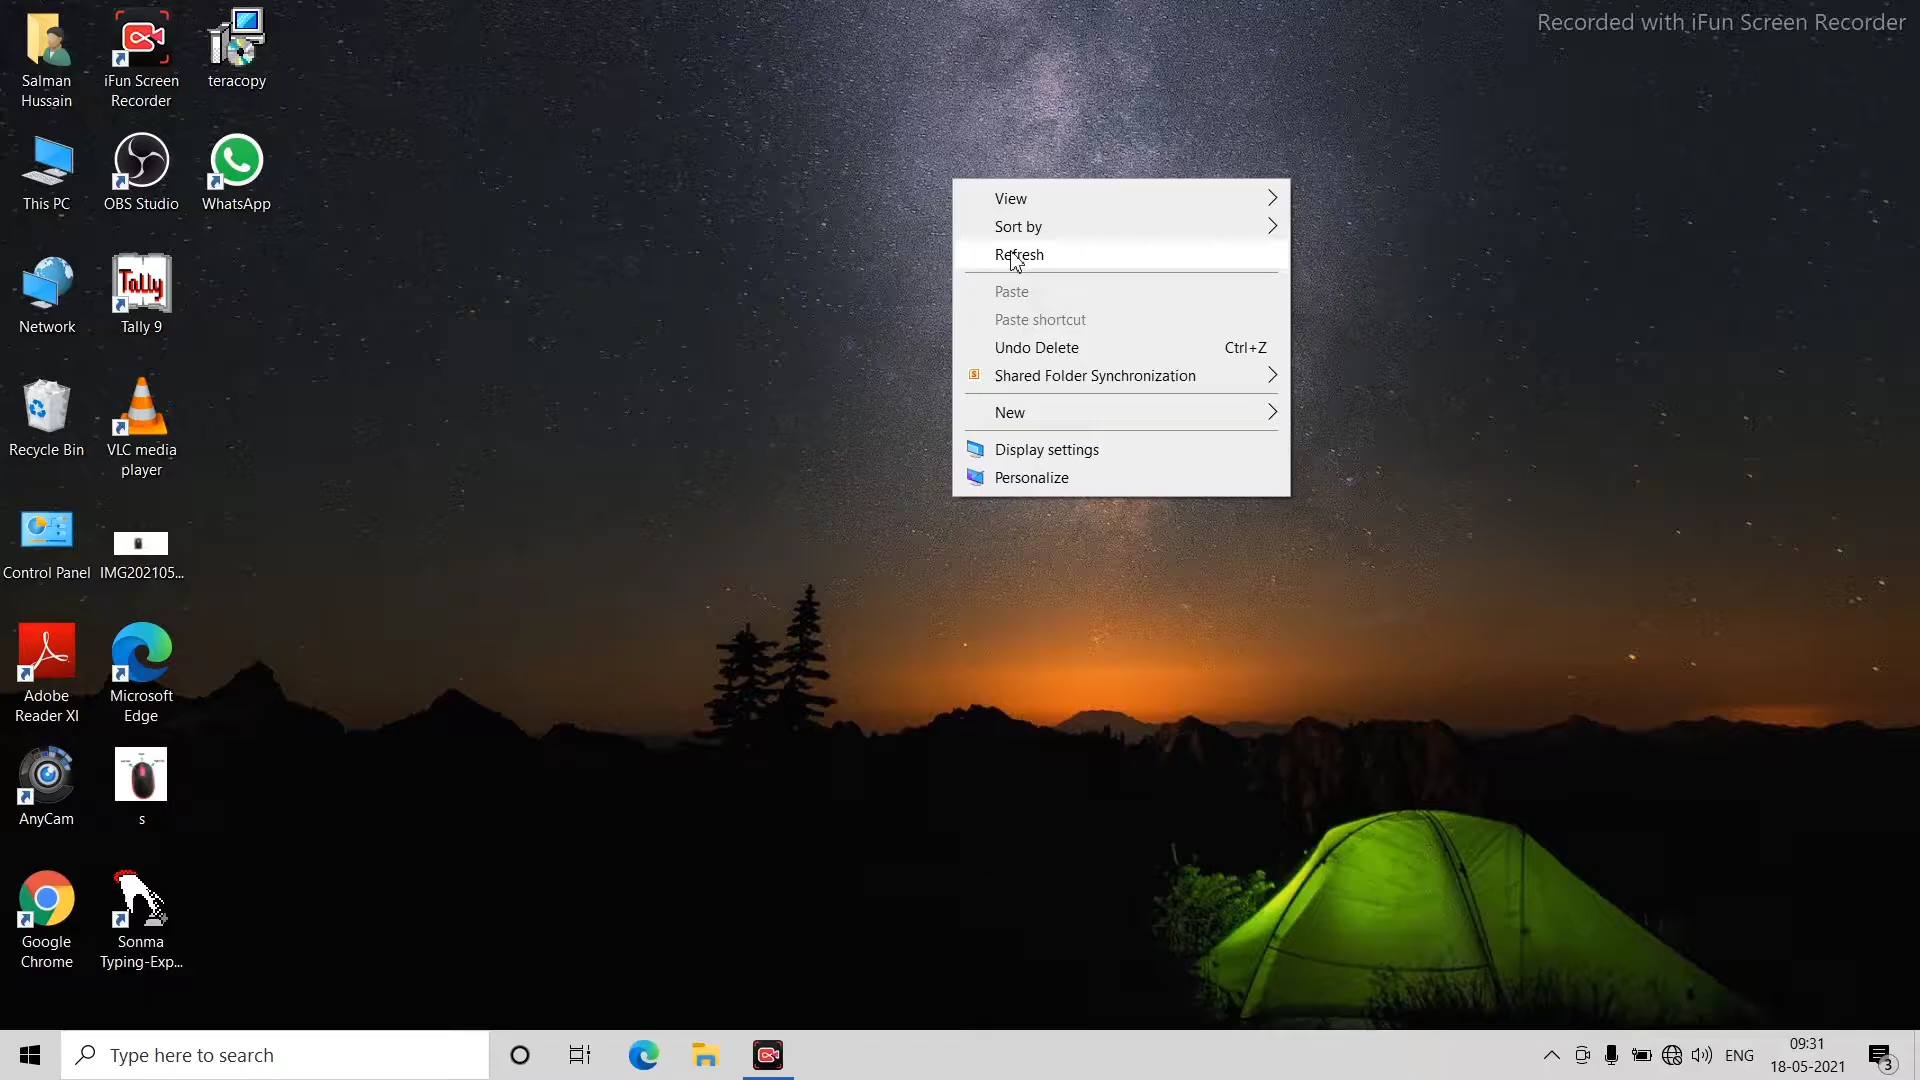 Recorded with iFun Screen Recorder
Salman
Hussain
iFun Screen
Recorder
teracopy
This PC
OBS Studio
WhatsApp
Network
Tally
Tally 9
Recycle Bin
VLC media
player
Control Panel
IMG202105...
Adobe
Reader XI
Microsoft
Edge
AnyCam
s
Google
Chrome
Sonma
Typing-Exp...
View
Sort by
Refresh
Paste
Paste shortcut
Undo Delete Ctrl+Z
Shared Folder Synchronization
New
Display settings
Personalize
Type here to search
ENG
09:31
18-05-2021
3